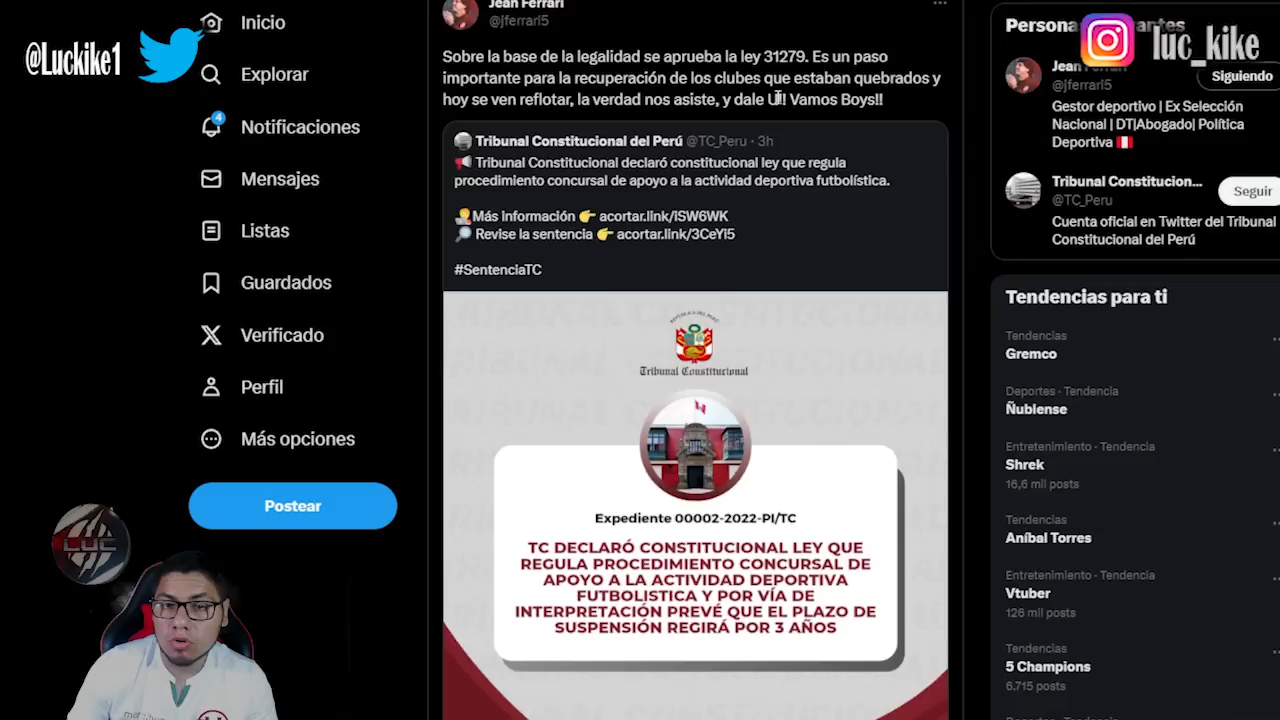 @Luckike1
Inicio
Explorar
4
Notificaciones
Mensajes
Listas
Guardados
Verificado
Perfil
Más opciones
Postear
LUC
Jean Ferrari
@jferrari5
Sobre la base de la legalidad se aprueba la ley 31279. Es un paso
importante para la recuperación de los clubes que estaban quebrados y
hoy se ven reflotar, la verdad nos asiste, y dale U!! Vamos Boys!!
Tribunal Constitucional del Perú @TC_Peru · 3h
Tribunal Constitucional declaró constitucional ley que regula
procedimiento concursal de apoyo a la actividad deportiva futbolística.
Más información 👉 acortar.link/ISW6WK
Revise la sentencia 👉 acortar.link/3CeYl5
#SentenciaTC
REPÚBLICA DEL PERÚ
Tribunal Constitucional
Expediente 00002-2022-PI/TC
TC DECLARÓ CONSTITUCIONAL LEY QUE
REGULA PROCEDIMIENTO CONCURSAL DE
APOYO A LA ACTIVIDAD DEPORTIVA
FUTBOLISTICA Y POR VÍA DE
INTERPRETACIÓN PREVÉ QUE EL PLAZO DE
SUSPENSIÓN REGIRÁ POR 3 AÑOS
luc_kike
Jean
@jferrari5
Siguiendo
Gestor deportivo | Ex Selección
Nacional | DT|Abogado| Política
Deportiva
Tribunal Constitucion...
@TC_Peru
Seguir
Cuenta oficial en Twitter del Tribunal
Constitucional del Perú
Tendencias para ti
Tendencias
Gremco
Deportes · Tendencia
Ñublense
Entretenimiento · Tendencia
Shrek
16,6 mil posts
Tendencias
Aníbal Torres
Entretenimiento · Tendencia
Vtuber
126 mil posts
Tendencias
5 Champions
6.715 posts